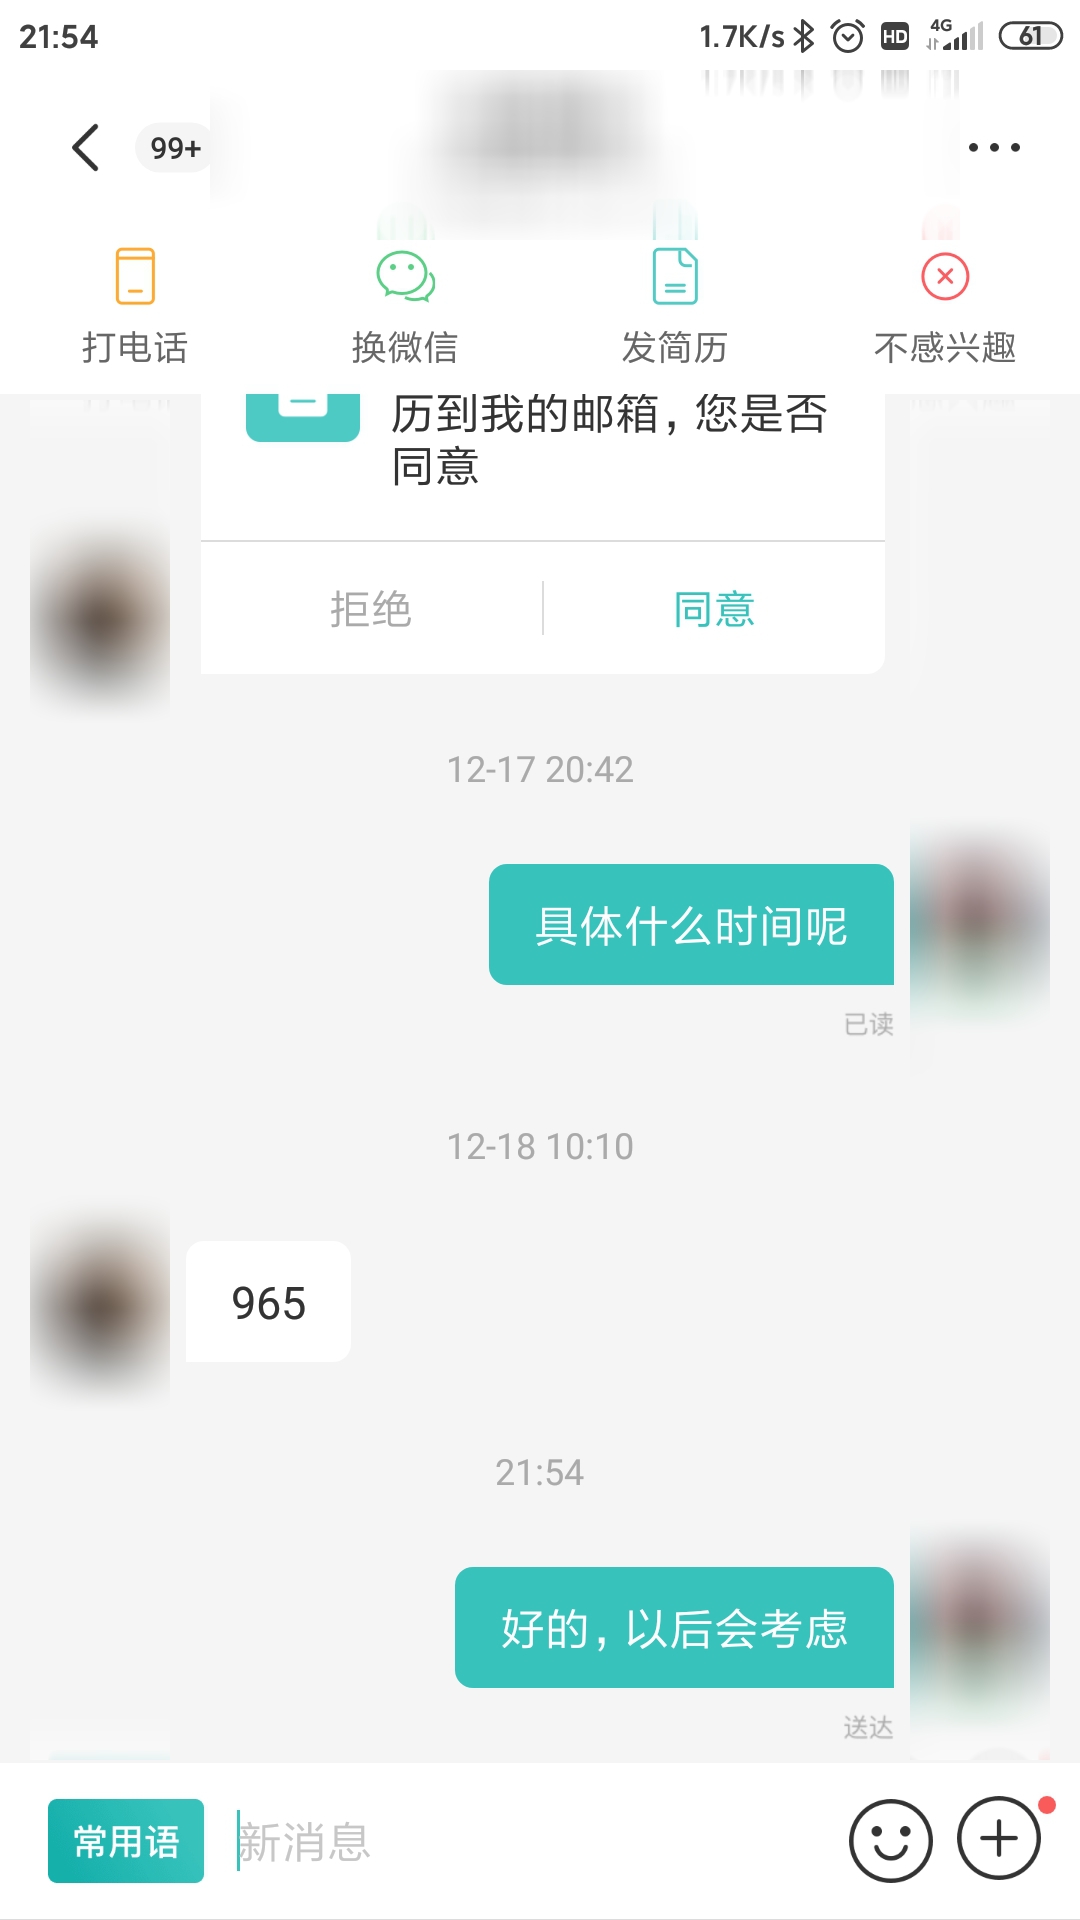 21:54
1.7K/s HD 4G 61
99+
打电话
换微信
发简历
不感兴趣
历到我的邮箱，您是否
同意
拒绝
同意
12-17 20:42
具体什么时间呢
已读
12-18 10:10
965
21:54
好的，以后会考虑
送达
常用语
新消息